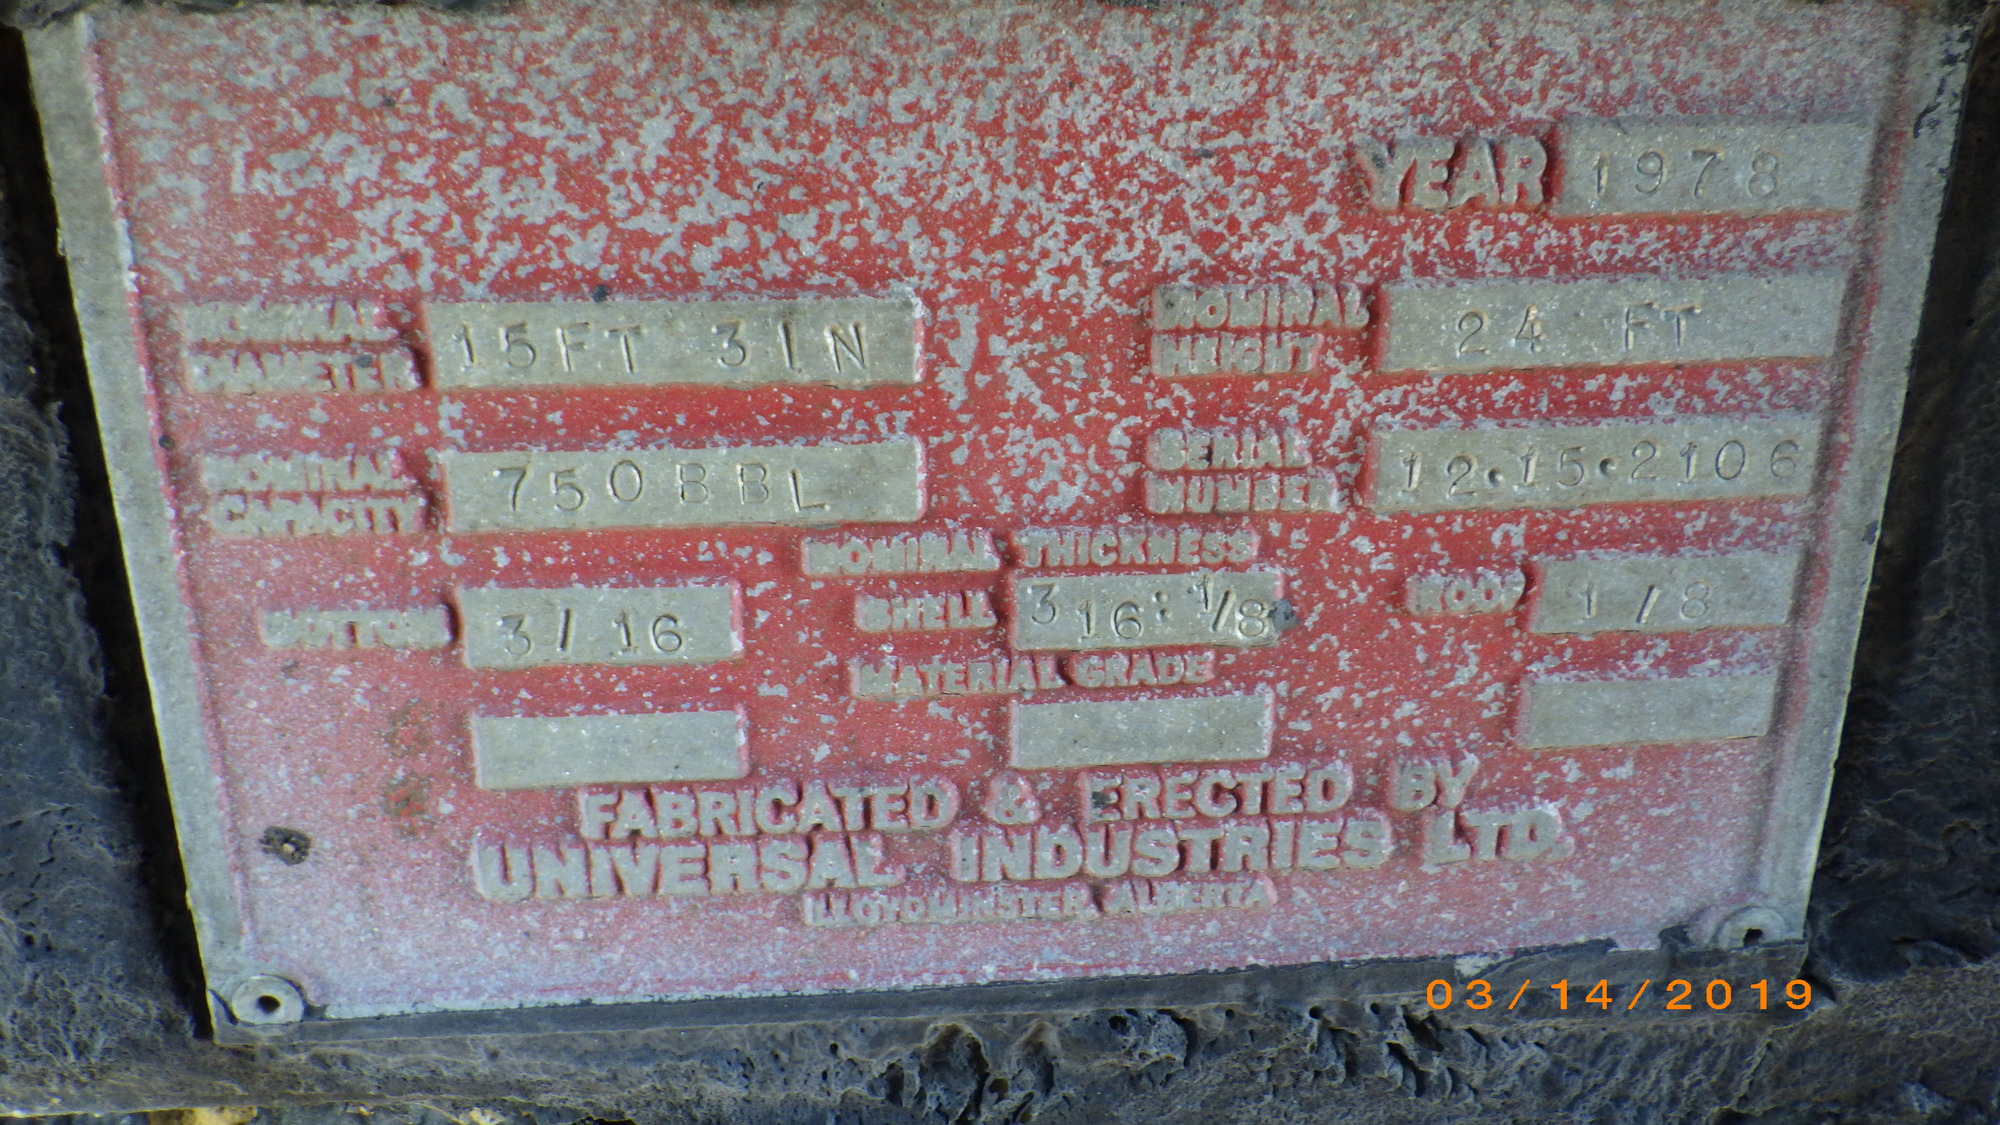 YEAR 1978
NOMINAL DIAMETER 15FT 3IN
NOMINAL HEIGHT 24 FT
NOMINAL CAPACITY 750BBL
SERIAL NUMBER 12·15·2106
NOMINAL THICKNESS
BOTTOM 3/16 SHELL 3 16: 1/8 ROOF 1/8
MATERIAL GRADE
FABRICATED & ERECTED BY
UNIVERSAL INDUSTRIES LTD.
LLOYDMINSTER, ALBERTA
03/14/2019